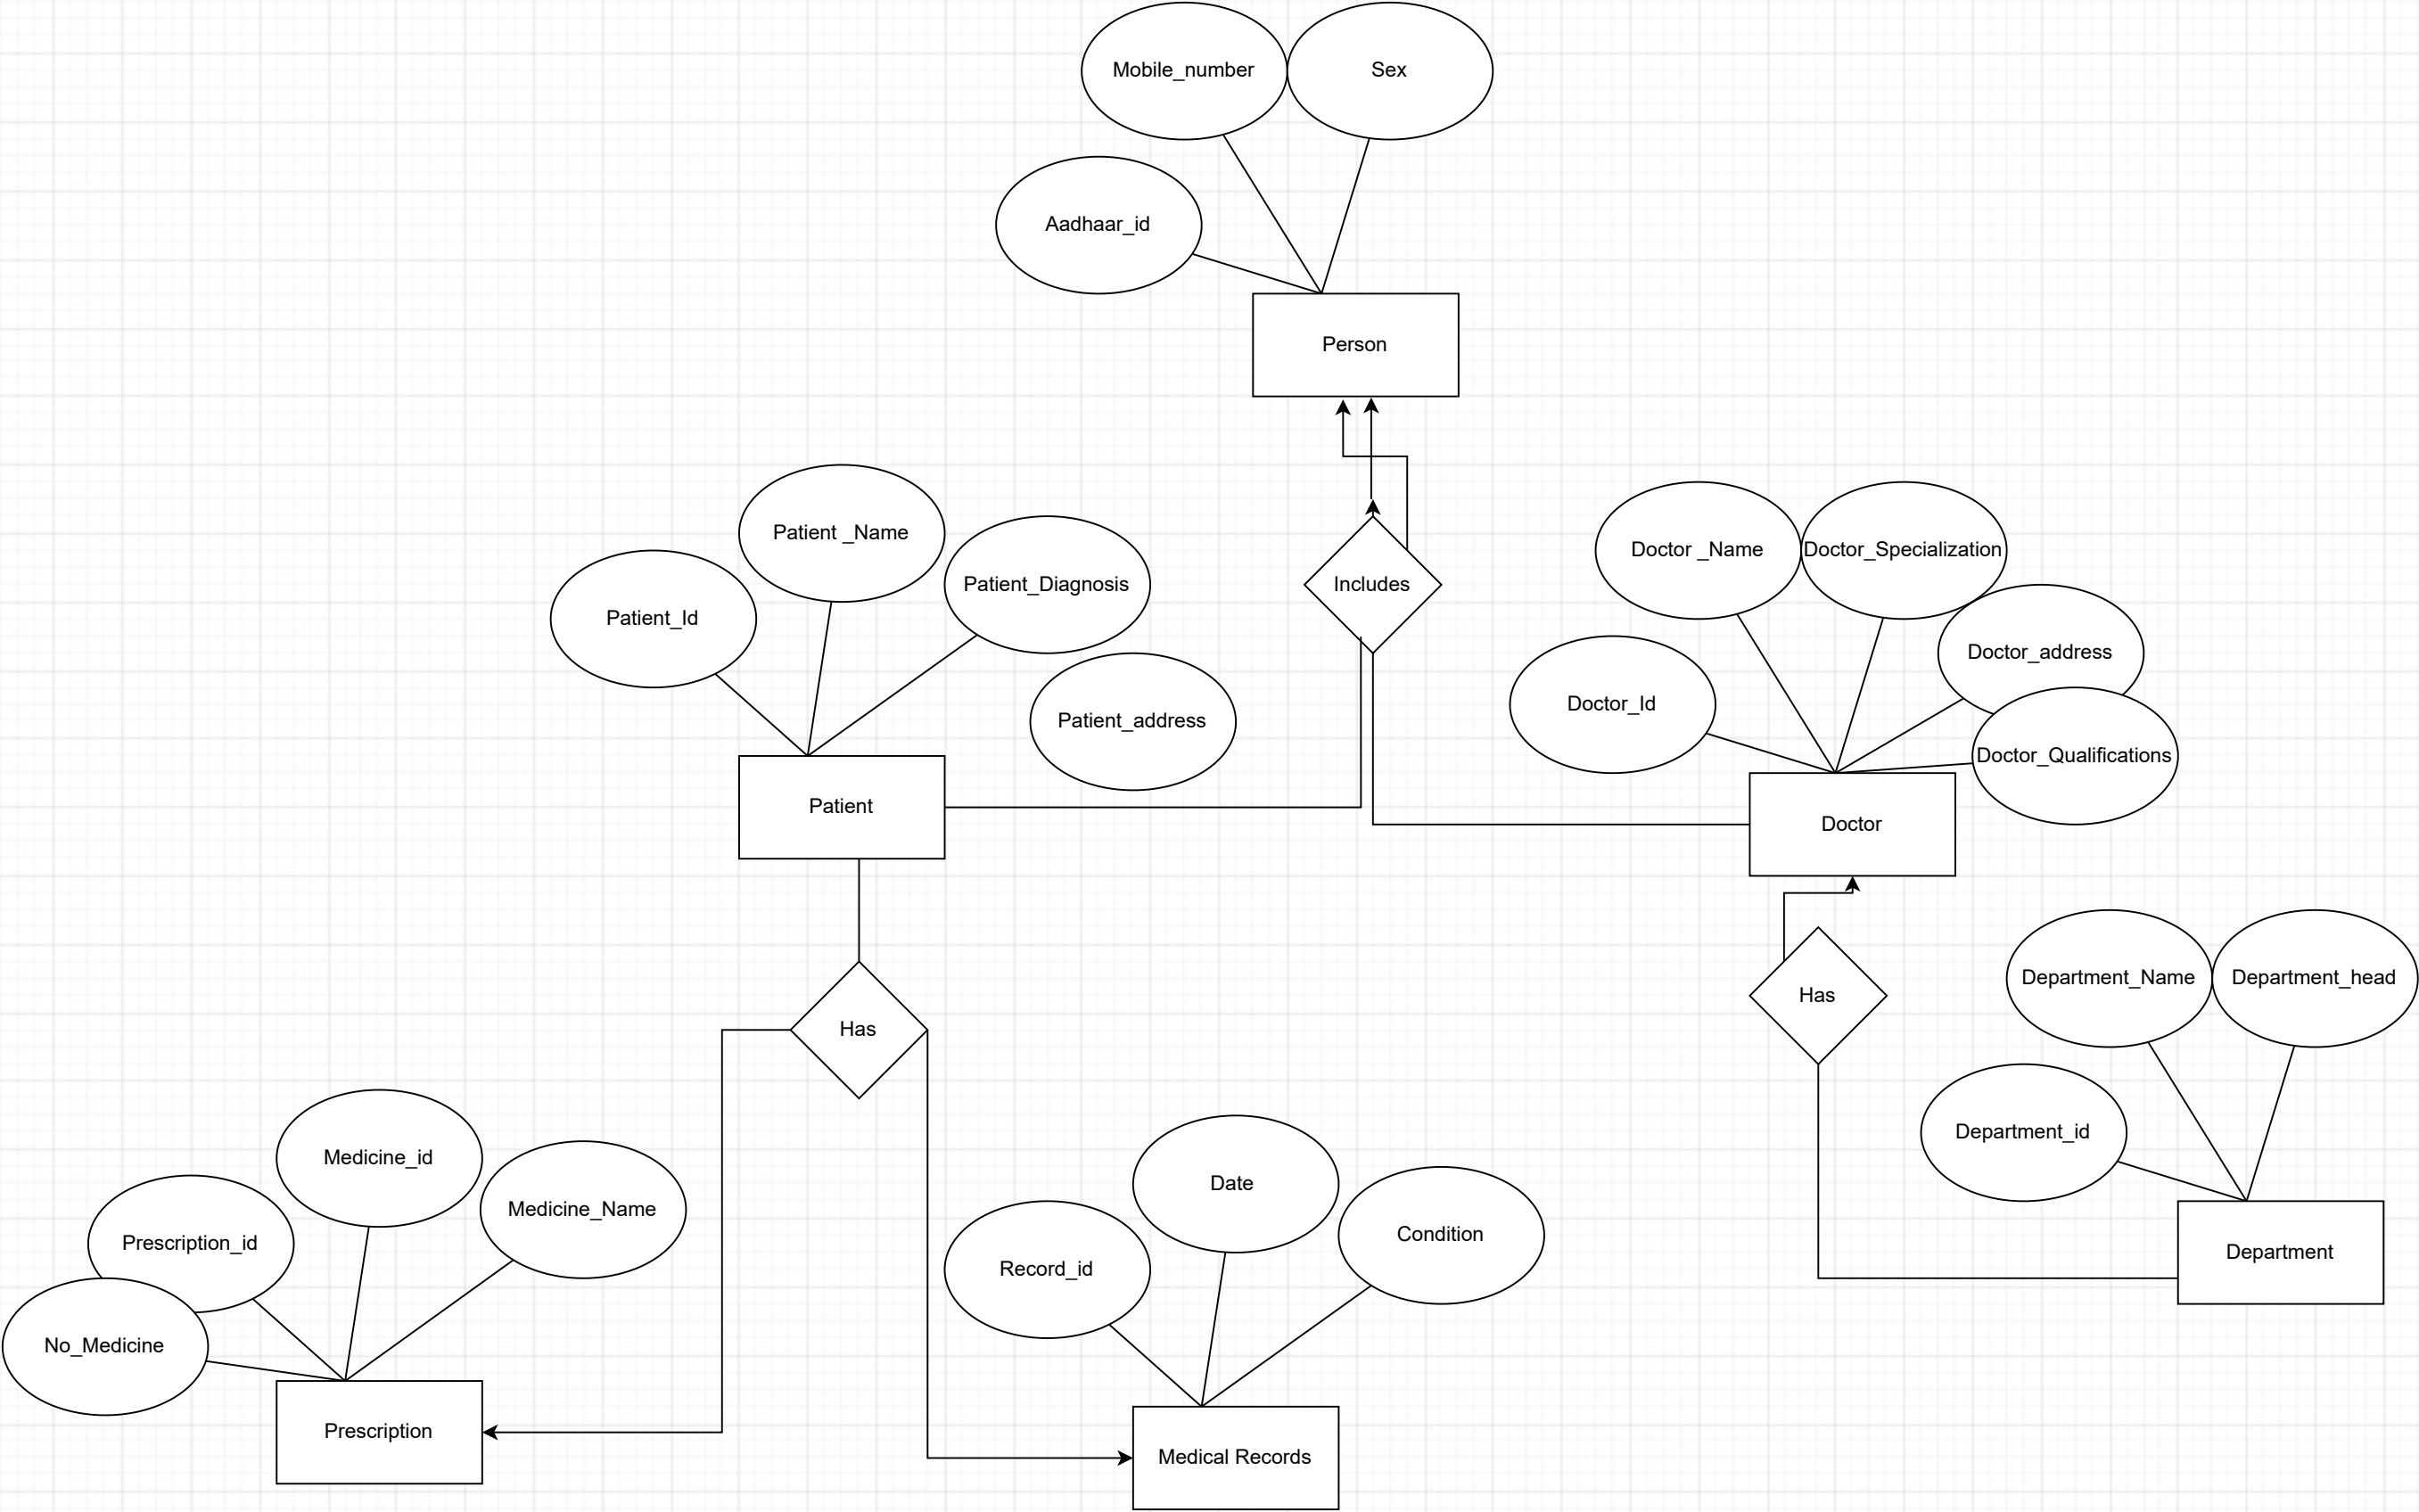 Mobile_number
Sex
Aadhaar_id
Person
Patient _Name
Patient_Diagnosis
Patient_Id
Patient_address
Includes
Doctor _Name
Doctor_Specialization
Doctor_address
Doctor_Id
Doctor_Qualifications
Patient
Doctor
Has
Has
Department_Name
Department_head
Department_id
Department
Medicine_id
Medicine_Name
Prescription_id
No_Medicine
Prescription
Date
Condition
Record_id
Medical Records